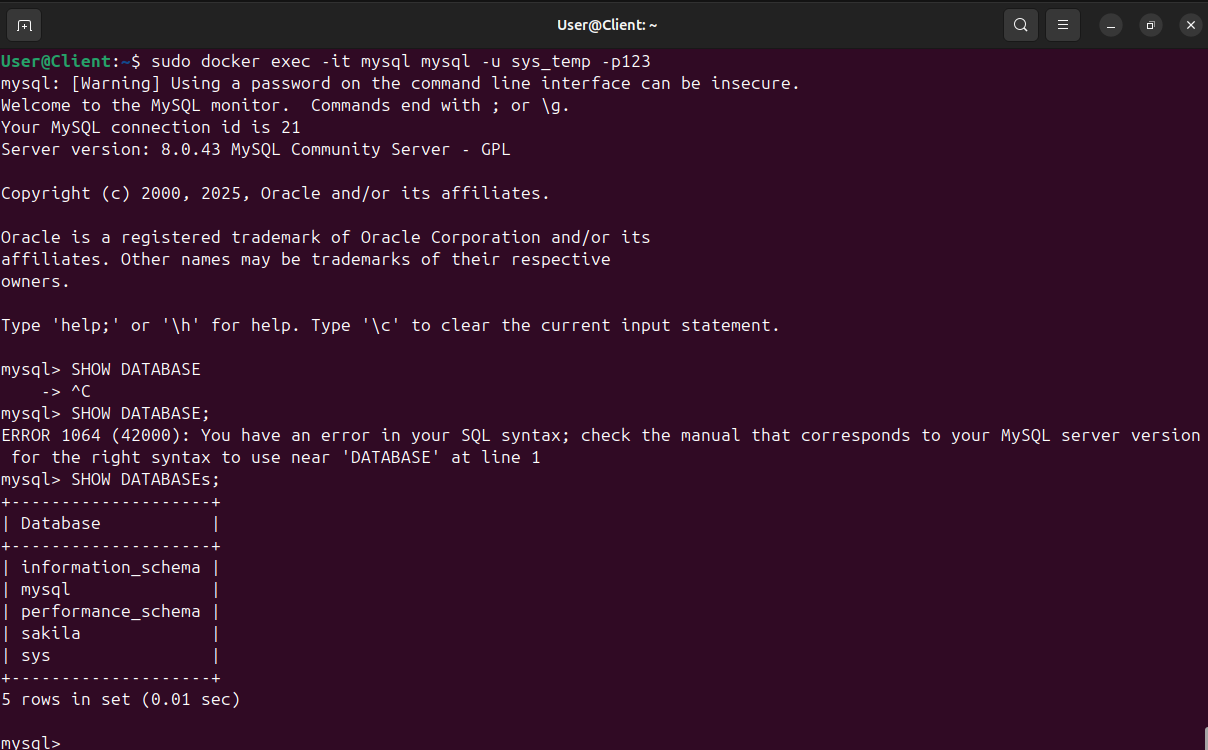 User@Client: ~
User@Client:~$ sudo docker exec -it mysql mysql -u sys_temp -p123
mysql: [Warning] Using a password on the command line interface can be insecure.
Welcome to the MySQL monitor.  Commands end with ; or \g.
Your MySQL connection id is 21
Server version: 8.0.43 MySQL Community Server - GPL

Copyright (c) 2000, 2025, Oracle and/or its affiliates.

Oracle is a registered trademark of Oracle Corporation and/or its
affiliates. Other names may be trademarks of their respective
owners.

Type 'help;' or '\h' for help. Type '\c' to clear the current input statement.

mysql> SHOW DATABASE
    -> ^C
mysql> SHOW DATABASE;
ERROR 1064 (42000): You have an error in your SQL syntax; check the manual that corresponds to your MySQL server version
 for the right syntax to use near 'DATABASE' at line 1
mysql> SHOW DATABASEs;
+--------------------+
| Database           |
+--------------------+
| information_schema |
| mysql              |
| performance_schema |
| sakila             |
| sys                |
+--------------------+
5 rows in set (0.01 sec)

mysql>